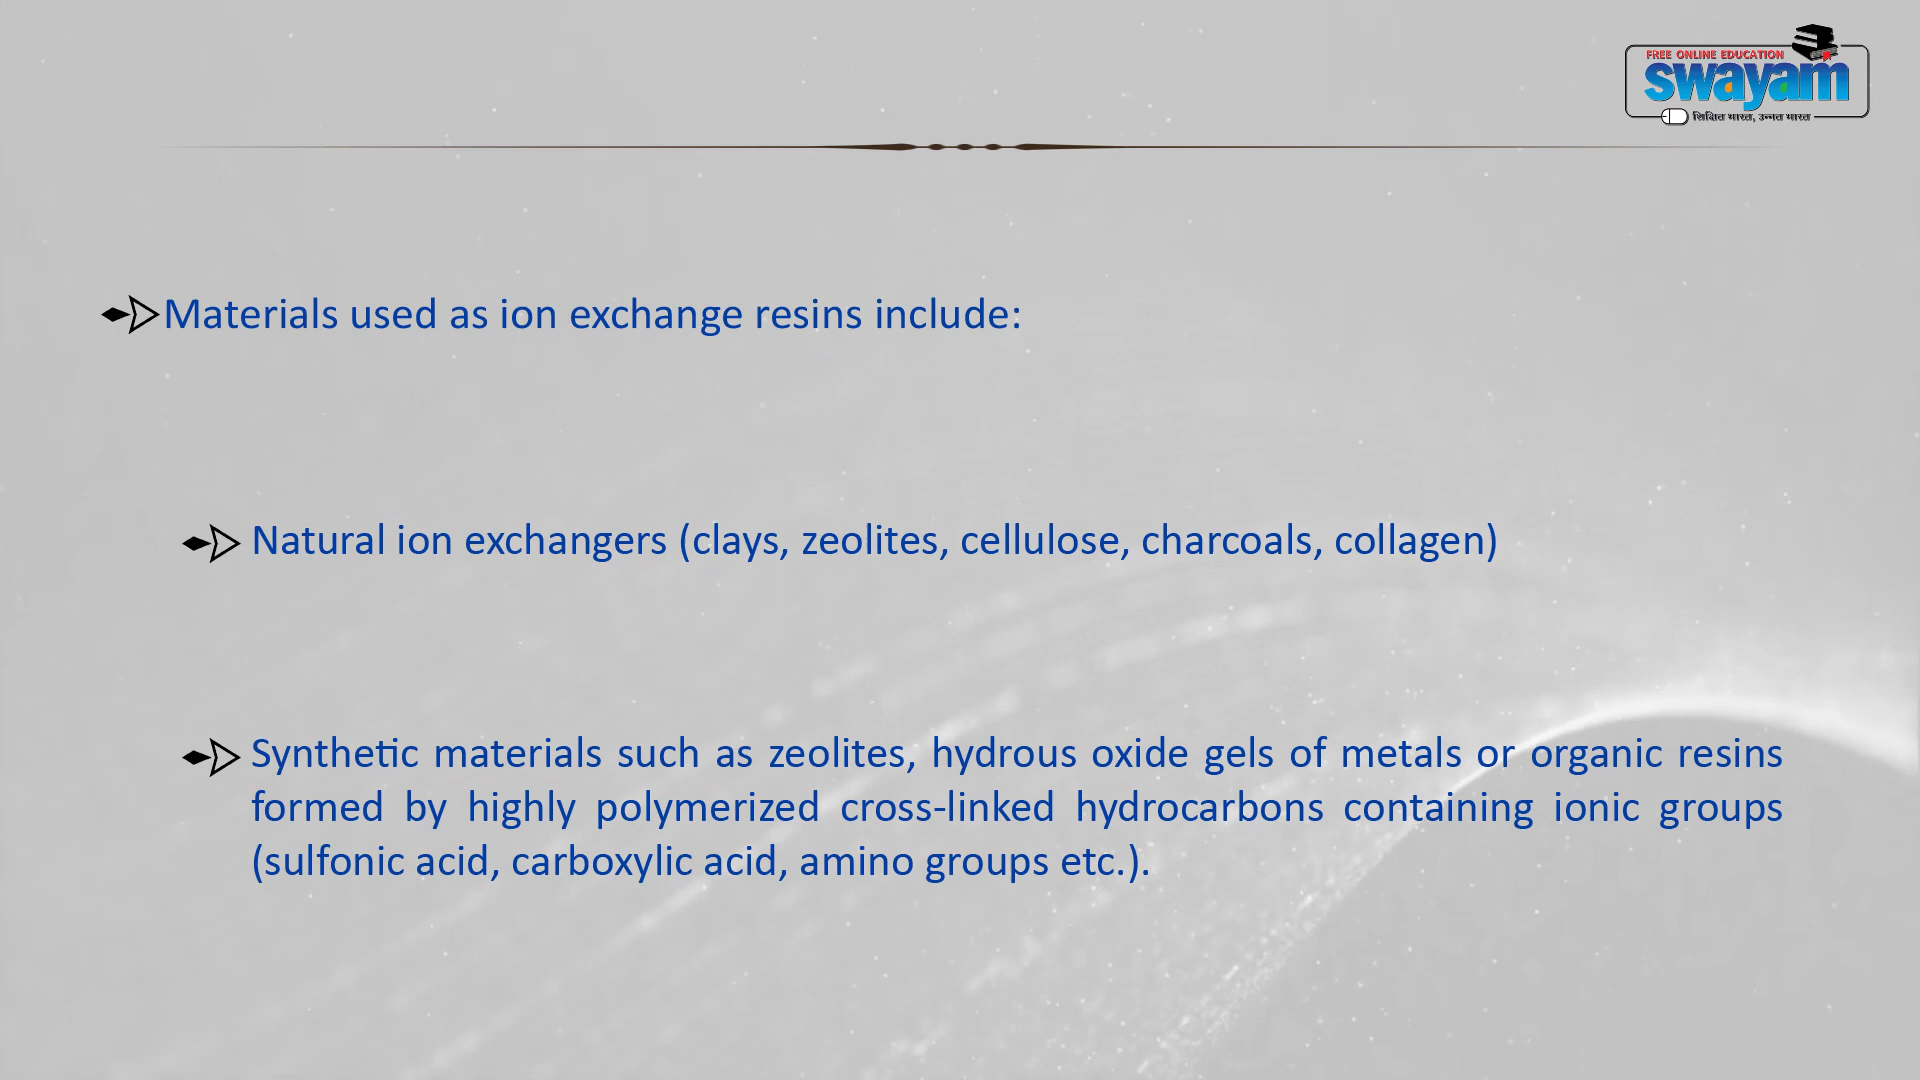 FREE ONLINE EDUCATION
swayam
शिक्षित भारत, उन्नत भारत
Materials used as ion exchange resins include:
Natural ion exchangers (clays, zeolites, cellulose, charcoals, collagen)
Synthetic materials such as zeolites, hydrous oxide gels of metals or organic resins
formed by highly polymerized cross-linked hydrocarbons containing ionic groups
(sulfonic acid, carboxylic acid, amino groups etc.).